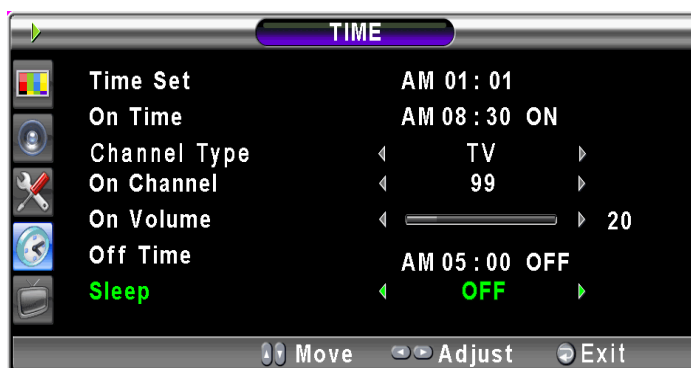 TIME
Time Set AM 01 : 01
On Time AM 08 : 30 ON
Channel Type TV
On Channel 99
On Volume 20
Off Time AM 05 : 00 OFF
Sleep OFF
Move Adjust Exit